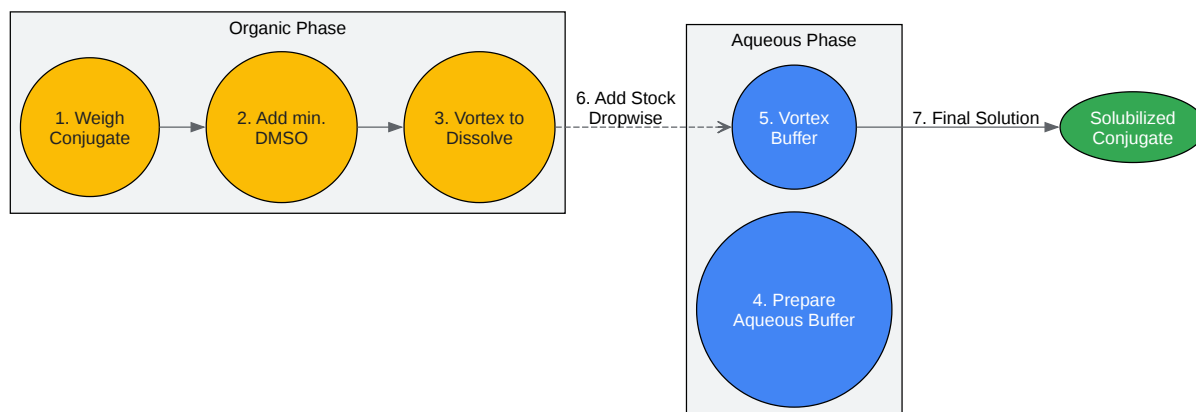 Organic Phase
1. Weigh
Conjugate
2. Add min.
DMSO
3. Vortex to
Dissolve
6. Add Stock
Dropwise
Aqueous Phase
5. Vortex
Buffer
4. Prepare
Aqueous Buffer
7. Final Solution
Solubilized
Conjugate